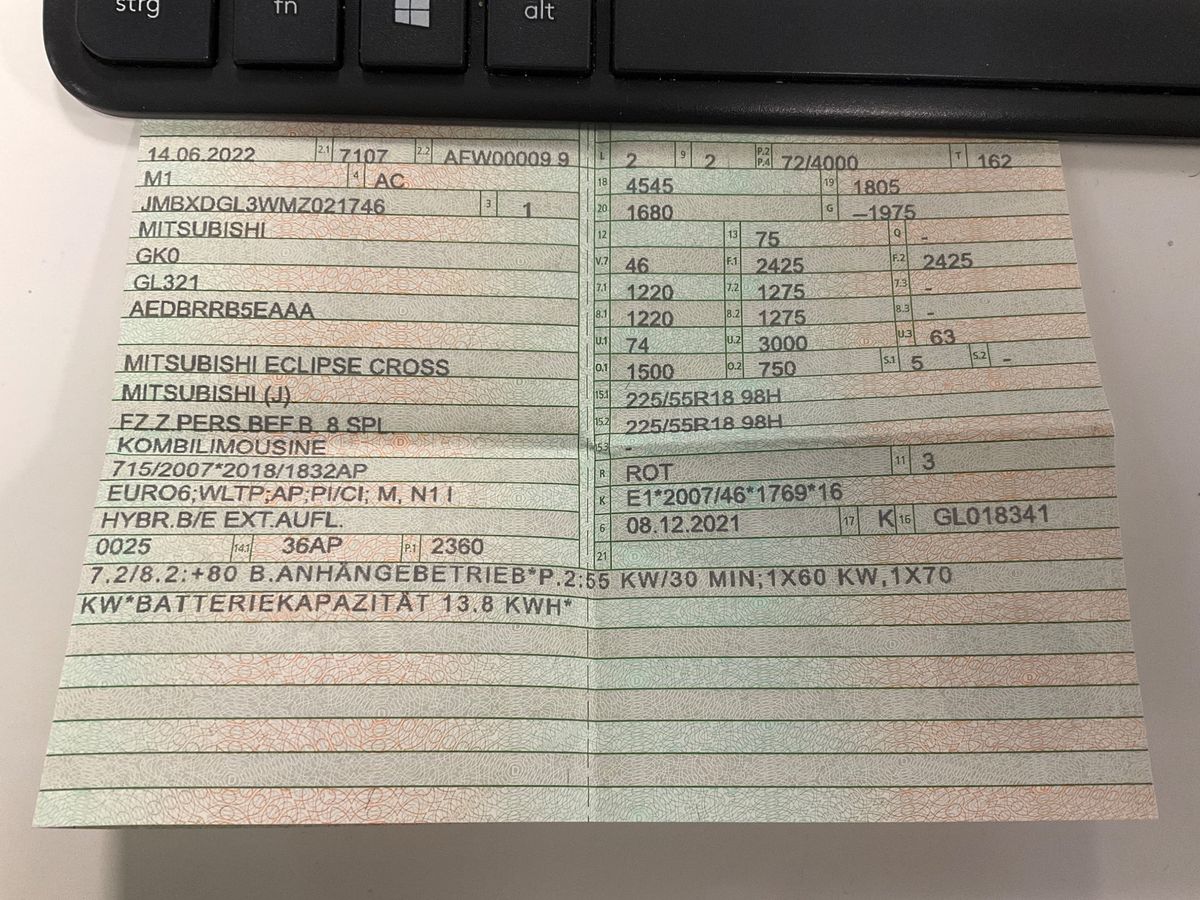 strg fn alt
14.06.2022 2.1 7107 2.2 AFW00009 9 L 2 9 2 P.2 P.4 72/4000 T 162
M1 4 AC 18 4545 19 1805
JMBXDGL3WMZ021746 3 1 20 1680 G –1975
MITSUBISHI 12 13 75 Q -
GK0 V.7 46 F.1 2425 F.2 2425
GL321 7.1 1220 7.2 1275 7.3 -
AEDBRRB5EAAA 8.1 1220 8.2 1275 8.3 -
U.1 74 U.2 3000 U.3 63
MITSUBISHI ECLIPSE CROSS O.1 1500 O.2 750 S.1 5 S.2 -
MITSUBISHI (J) 15.1 225/55R18 98H
FZ.Z.PERS.BEF.B. 8 SPL. 15.2 225/55R18 98H
KOMBILIMOUSINE 15.3 -
715/2007*2018/1832AP R ROT 11 3
EURO6;WLTP;AP;PI/CI; M, N1 I K E1*2007/46*1769*16
HYBR.B/E EXT.AUFL. 6 08.12.2021 17 K 16 GL018341
0025 14.1 36AP P.1 2360 21
7.2/8.2:+80 B.ANHÄNGEBETRIEB*P.2:55 KW/30 MIN;1X60 KW,1X70
KW*BATTERIEKAPAZITÄT 13.8 KWH*